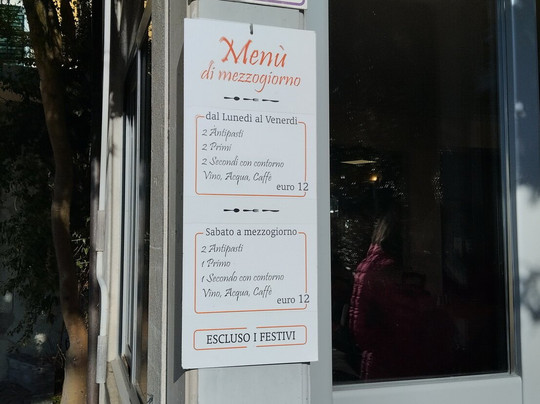 Menù
di mezzogiorno
dal Lunedì al Venerdì
2 Antipasti
2 Primi
2 Secondi con contorno
Vino, Acqua, Caffè
euro 12
Sabato a mezzogiorno
2 Antipasti
1 Primo
1 Secondo con contorno
Vino, Acqua, Caffè
euro 12
ESCLUSO I FESTIVI